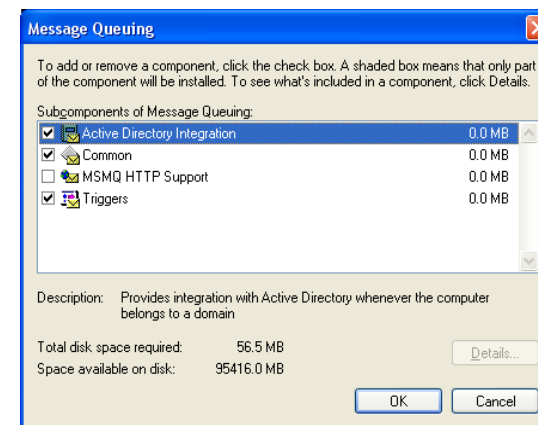 Message Queuing
To add or remove a component, click the check box. A shaded box means that only part
of the component will be installed. To see what's included in a component, click Details.
Subcomponents of Message Queuing:
Active Directory Integration 0.0 MB
Common 0.0 MB
MSMQ HTTP Support 0.0 MB
Triggers 0.0 MB
Description: Provides integration with Active Directory whenever the computer
belongs to a domain
Total disk space required: 56.5 MB
Details...
Space available on disk: 95416.0 MB
OK Cancel